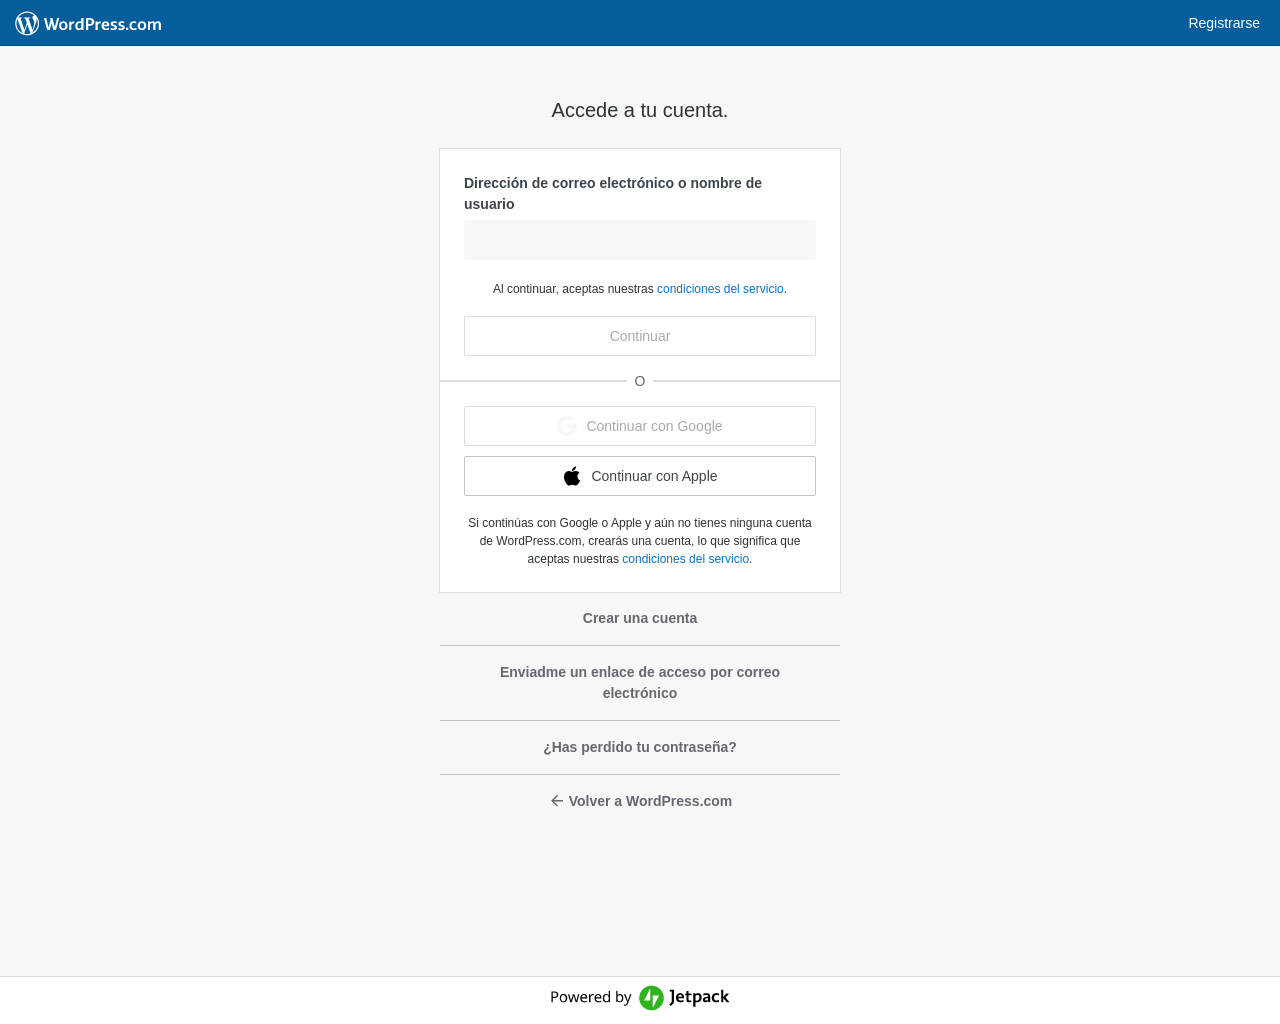 WordPress.com
Registrarse
Accede a tu cuenta.
Dirección de correo electrónico o nombre de
usuario
Al continuar, aceptas nuestras condiciones del servicio.
Continuar
O
Continuar con Google
Continuar con Apple
Si continúas con Google o Apple y aún no tienes ninguna cuenta
de WordPress.com, crearás una cuenta, lo que significa que
aceptas nuestras condiciones del servicio.
Crear una cuenta
Enviadme un enlace de acceso por correo
electrónico
¿Has perdido tu contraseña?
Volver a WordPress.com
Powered by Jetpack